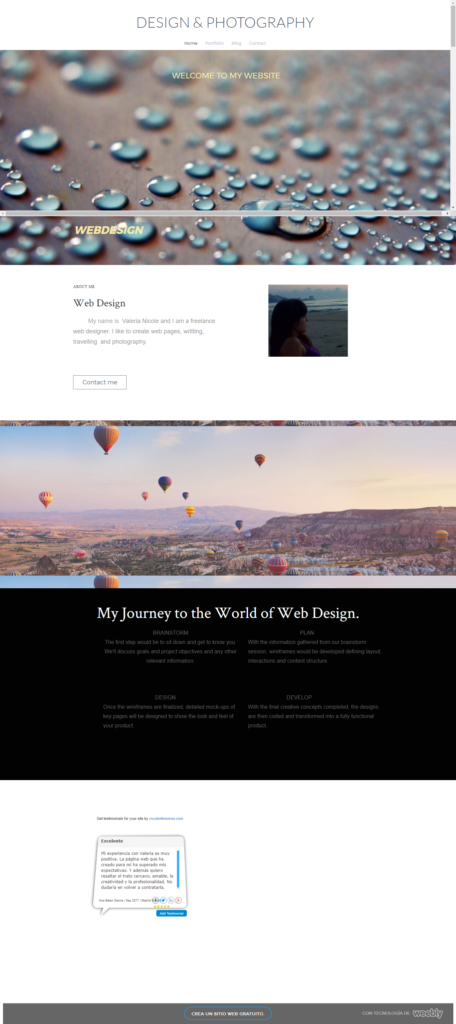 DESIGN & PHOTOGRAPHY
Home Portfolio Blog Contact
WELCOME TO MY WEBSITE
WEBDESIGN
ABOUT ME
Web Design
My name is Valeria Nicole and I am a freelance
web designer. I like to create web pages, writting,
travelling and photography.
Contact me
My Journey to the World of Web Design.
BRAINSTORM
The first step would be to sit down and get to know you.
We'll discuss goals and project objectives and any other
relevant information.
PLAN
With the information gathered from our brainstorm
session, wireframes would be developed defining layout,
interactions and content structure.
DESIGN
Once the wireframes are finalized, detailed mock-ups of
key pages will be designed to show the look and feel of
your product.
DEVELOP
With the final creative concepts completed, the designs
are then coded and transformed into a fully functional
product.
Get testimonials for your site by
Excelente
Mi experiencia con Valeria es muy
positiva. La página web que ha
creado para mí ha superado mis
expectativas. Y además quiero
resaltar el trato cercano, amable, la
creatividad y la profesionalidad. No
dudaría en volver a contratarla.
Add Testimonial
CREA UN SITIO WEB GRATUITO
CON TECNOLOGÍA DE weebly